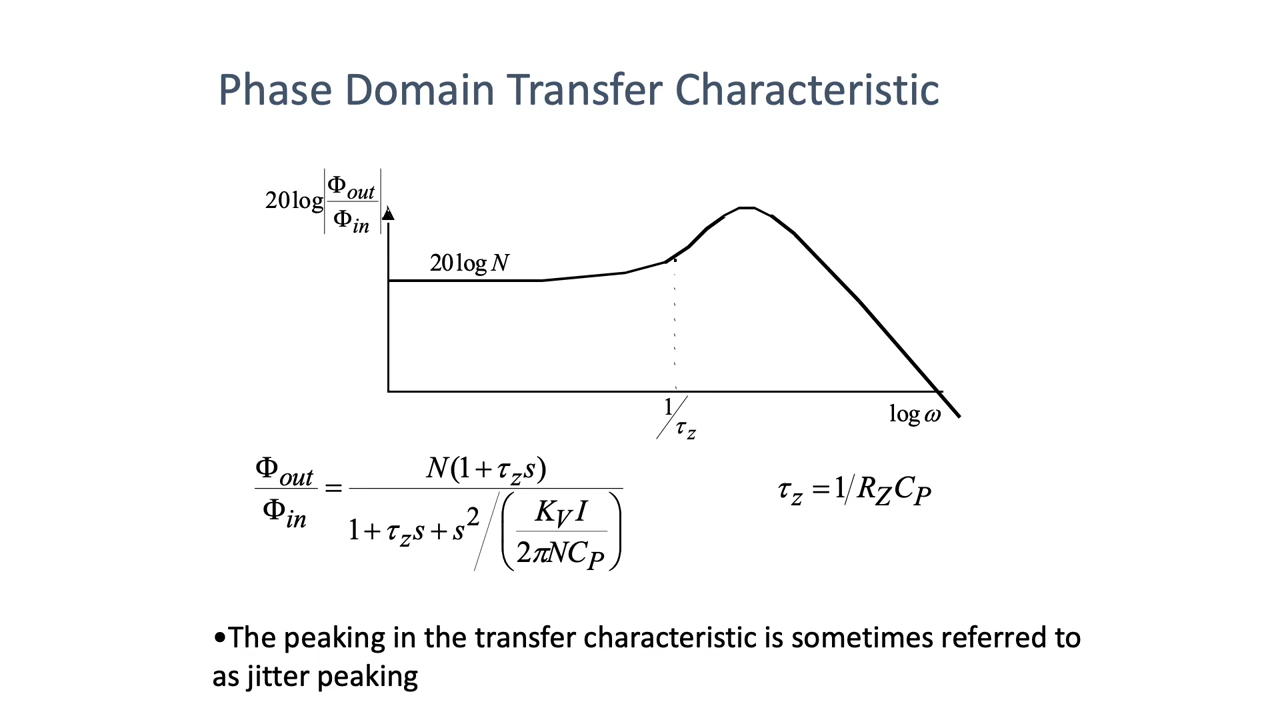 Phase Domain Transfer Characteristic
20log|Φout/Φin|
20log N
1/τz
log ω
Φout/Φin = N(1+τzs) / (1+τzs+s²/(KVI/2πNCP))
τz =1/RZCP
•The peaking in the transfer characteristic is sometimes referred to
as jitter peaking